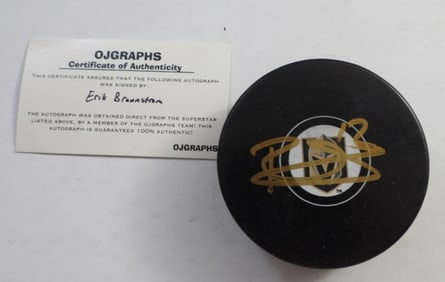 OJGRAPHS
Certificate of Authenticity
THIS CERTIFICATE ASSURES THAT THE FOLLOWING AUTOGRAPH
WAS SIGNED BY:
Erik Brannstrom
THE AUTOGRAPH WAS OBTAINED DIRECT FROM THE SUPERSTAR
LISTED ABOVE, BY A MEMBER OF THE OJGRAPHS TEAM! THIS
AUTOGRAPH IS GUARANTEED 100% AUTHENTIC!
OJGRAPHS